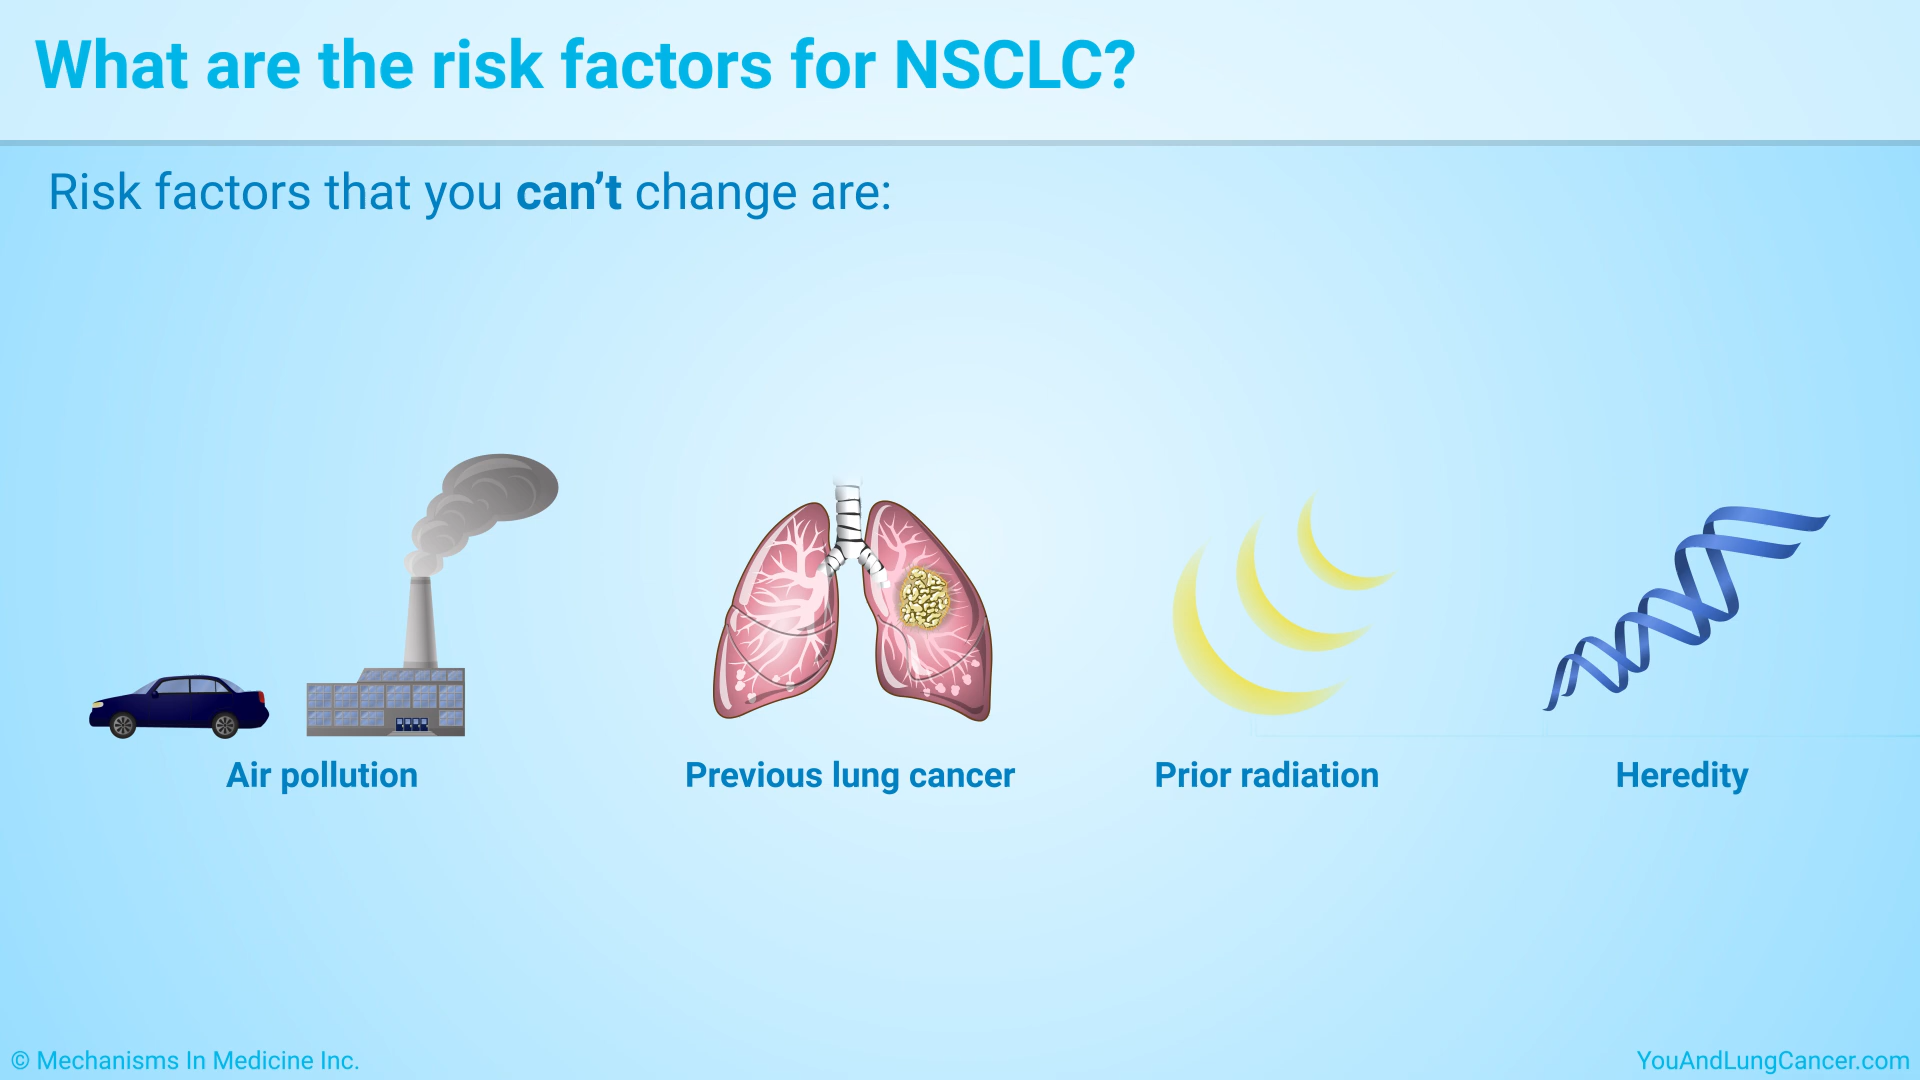 What are the risk factors for NSCLC?
Risk factors that you can’t change are:
Air pollution
Previous lung cancer
Prior radiation
Heredity
© Mechanisms In Medicine Inc.
YouAndLungCancer.com